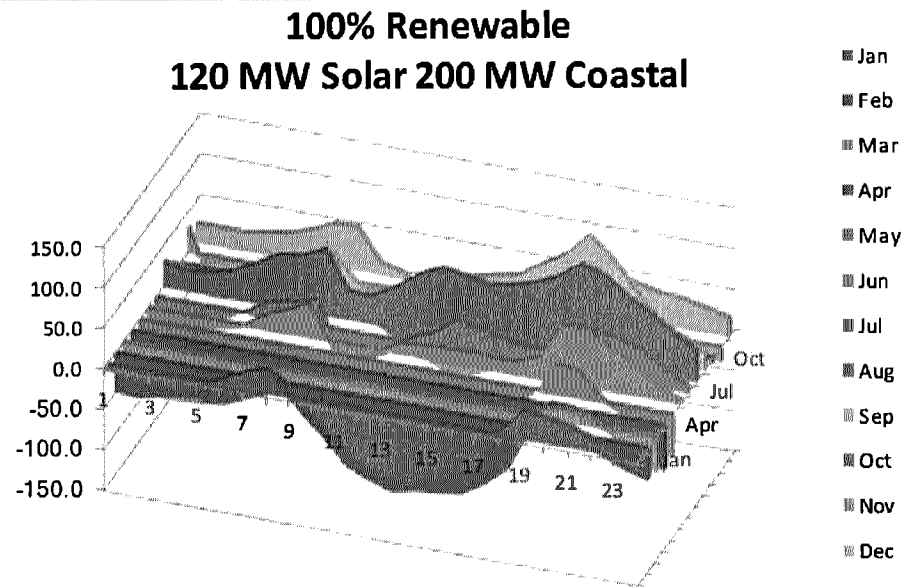 100% Renewable
120 MW Solar 200 MW Coastal
Jan
Feb
Mar
Apr
May
Jun
Jul
Aug
Sep
Oct
Nov
Dec
150.0
100.0
50.0
0.0
-50.0
-100.0
-150.0
1
3
5
7
9
11
13
15
17
19
21
23
Oct
Jul
Apr
Jan